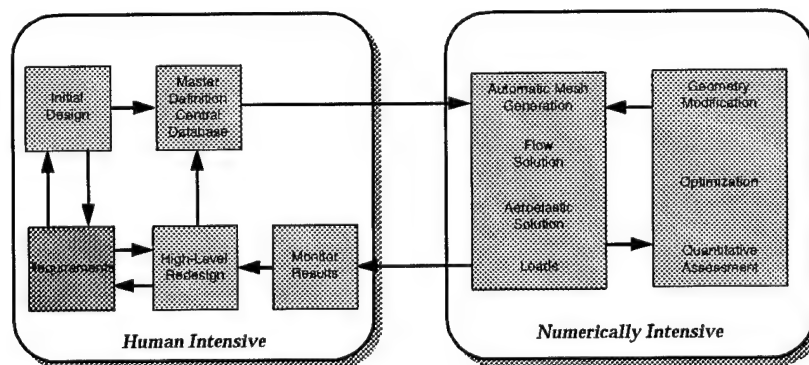 Initial
Design
Master
Definition
Central
Database
Requirements
High-Level
Redesign
Monitor
Results
Human Intensive
Automatic Mesh
Generation
Flow
Solution
Aeroelastic
Solution
Loads
Geometry
Modification
Optimization
Quantitative
Assessment
Numerically Intensive